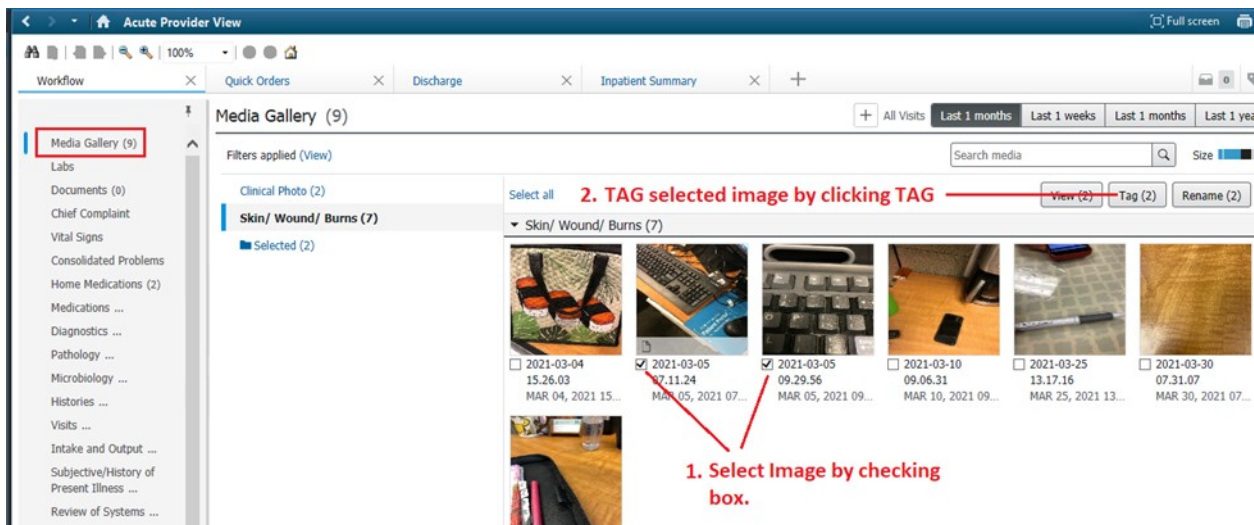 Acute Provider View
Full screen
100%
Workflow
Quick Orders
Discharge
Inpatient Summary
0
Media Gallery (9)
Labs
Documents (0)
Chief Complaint
Vital Signs
Consolidated Problems
Home Medications (2)
Medications ...
Diagnostics ...
Pathology ...
Microbiology ...
Histories ...
Visits ...
Intake and Output ...
Subjective/History of
Present Illness ...
Review of Systems ...
Media Gallery (9)
All Visits
Last 1 months
Last 1 weeks
Last 1 months
Last 1 yea
Filters applied (View)
Search media
Size
Clinical Photo (2)
Skin/ Wound/ Burns (7)
Selected (2)
Select all
2. TAG selected image by clicking TAG
View (2)
Tag (2)
Rename (2)
Skin/ Wound/ Burns (7)
2021-03-04
15.26.03
MAR 04, 2021 15...
2021-03-05
07.11.24
MAR 05, 2021 07...
2021-03-05
09.29.56
MAR 05, 2021 09...
2021-03-10
09.06.31
MAR 10, 2021 09...
2021-03-25
13.17.16
MAR 25, 2021 13...
2021-03-30
07.31.07
MAR 30, 2021 07...
1. Select Image by checking
box.